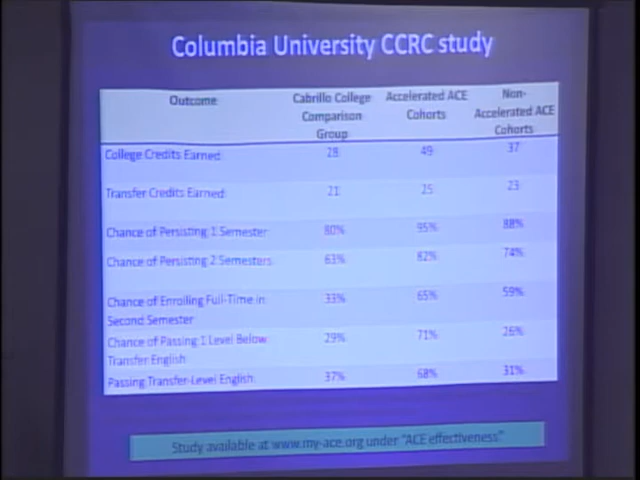 Columbia University CCRC study
Outcome Cabrillo College Comparison Group Accelerated ACE Cohorts Non-Accelerated ACE Cohorts
College Credits Earned 28 49 37
Transfer Credits Earned 21 25 23
Chance of Persisting 1 Semester 80% 95% 88%
Chance of Persisting 2 Semesters 63% 82% 74%
Chance of Enrolling Full-Time in Second Semester 33% 65% 59%
Chance of Passing 1 Level Below Transfer English 29% 71% 26%
Passing Transfer-Level English 37% 68% 31%
Study available at www.my-ace.org under "ACE effectiveness"